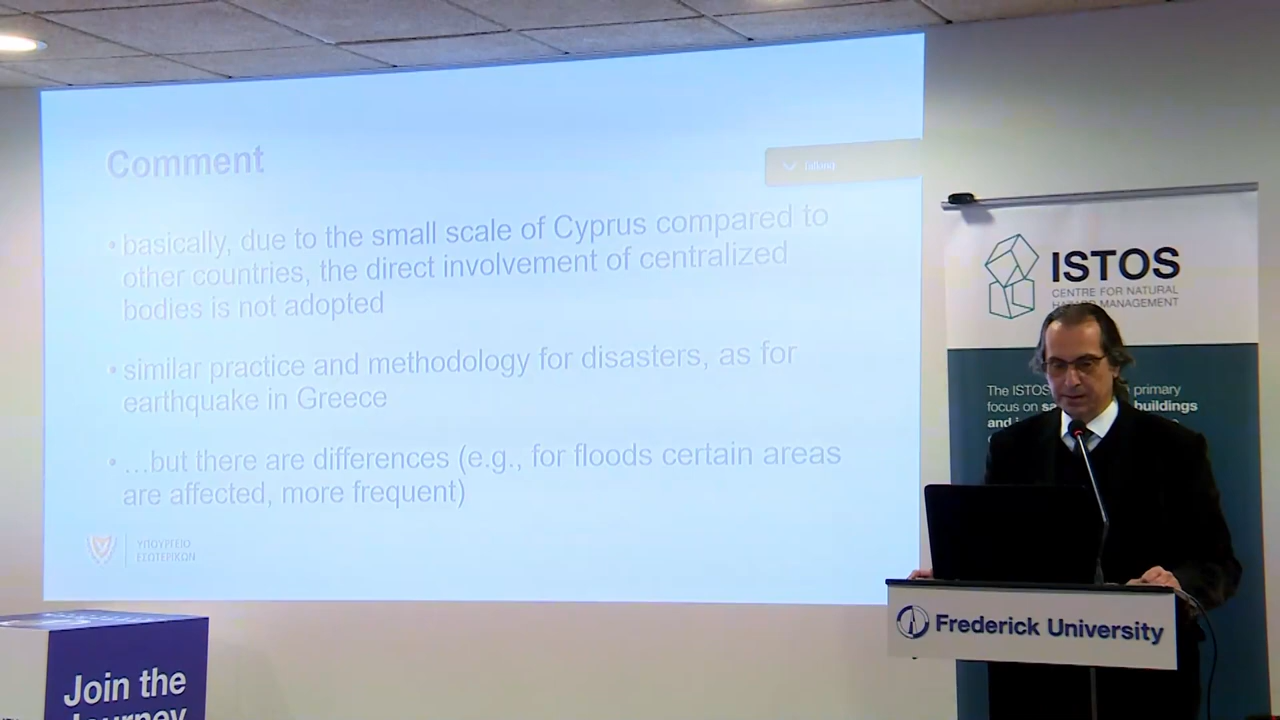 Comment
• basically, due to the small scale of Cyprus compared to
other countries, the direct involvement of centralized
bodies is not adopted
• similar practice and methodology for disasters, as for
earthquake in Greece
• …but there are differences (e.g., for floods certain areas
are affected, more frequent)
ΥΠΟΥΡΓΕΙΟ
ΕΣΩΤΕΡΙΚΩΝ
ISTOS
CENTRE FOR NATURAL
HAZARD MANAGEMENT
The ISTOS primary
focus on buildings
and
Frederick University
Join the
Journey